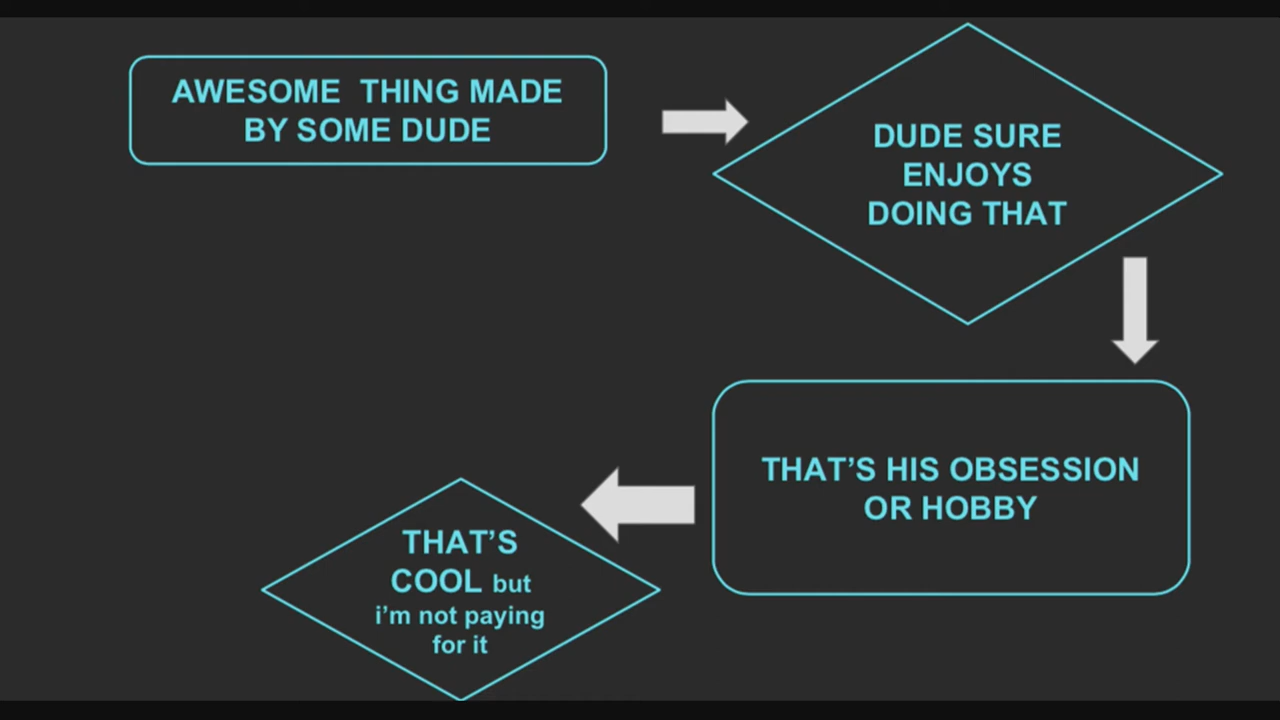 AWESOME THING MADE
BY SOME DUDE
DUDE SURE
ENJOYS
DOING THAT
THAT’S HIS OBSESSION
OR HOBBY
THAT’S
COOL but
i’m not paying
for it